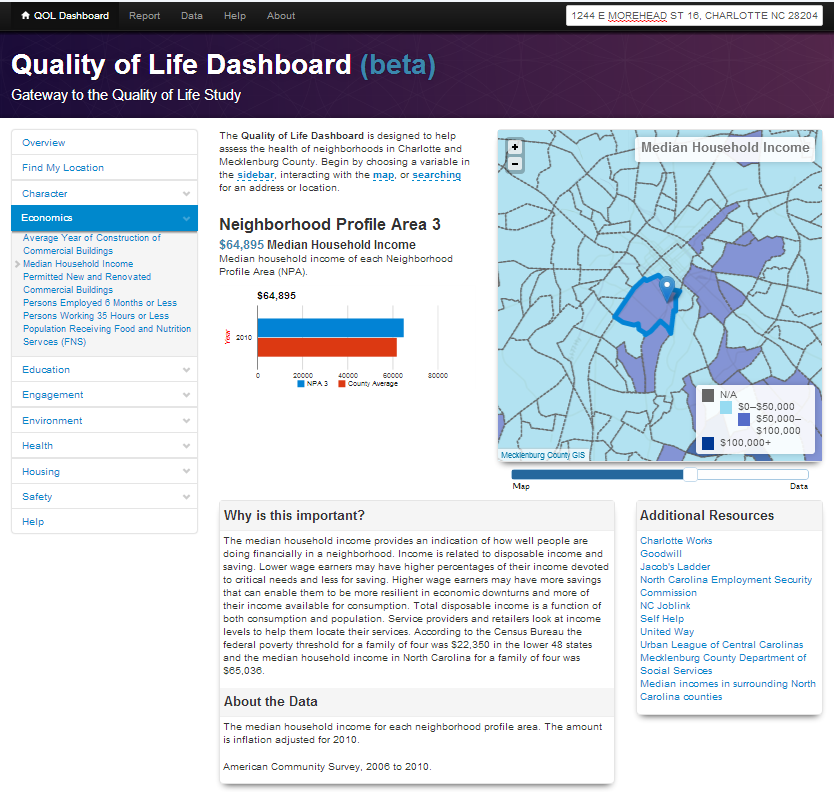 QOL Dashboard Report Data Help About 1244 E MOREHEAD ST 16, CHARLOTTE NC 28204
Quality of Life Dashboard (beta)
Gateway to the Quality of Life Study
Overview
Find My Location
Character
Economics
Average Year of Construction of
Commercial Buildings
Median Household Income
Permitted New and Renovated
Commercial Buildings
Persons Employed 6 Months or Less
Persons Working 35 Hours or Less
Population Receiving Food and Nutrition
Services (FNS)
Education
Engagement
Environment
Health
Housing
Safety
Help
The Quality of Life Dashboard is designed to help
assess the health of neighborhoods in Charlotte and
Mecklenburg County. Begin by choosing a variable in
the sidebar, interacting with the map, or searching
for an address or location.
Neighborhood Profile Area 3
$64,895 Median Household Income
Median household income of each Neighborhood
Profile Area (NPA).
$64,895
Year
2010
0 20000 40000 60000 80000
NPA 3 County Average
+
-
Median Household Income
N/A
$0–$50,000
$50,000–
$100,000
$100,000+
Mecklenburg County GIS
Map Data
Why is this important?
The median household income provides an indication of how well people are
doing financially in a neighborhood. Income is related to disposable income and
saving. Lower wage earners may have higher percentages of their income devoted
to critical needs and less for saving. Higher wage earners may have more savings
that can enable them to be more resilient in economic downturns and more of
their income available for consumption. Total disposable income is a function of
both consumption and population. Service providers and retailers look at income
levels to help them locate their services. According to the Census Bureau the
federal poverty threshold for a family of four was $22,350 in the lower 48 states
and the median household income in North Carolina for a family of four was
$65,036.
About the Data
The median household income for each neighborhood profile area. The amount
is inflation adjusted for 2010.
American Community Survey, 2006 to 2010.
Additional Resources
Charlotte Works
Goodwill
Jacob's Ladder
North Carolina Employment Security
Commission
NC Joblink
Self Help
United Way
Urban League of Central Carolinas
Mecklenburg County Department of
Social Services
Median incomes in surrounding North
Carolina counties